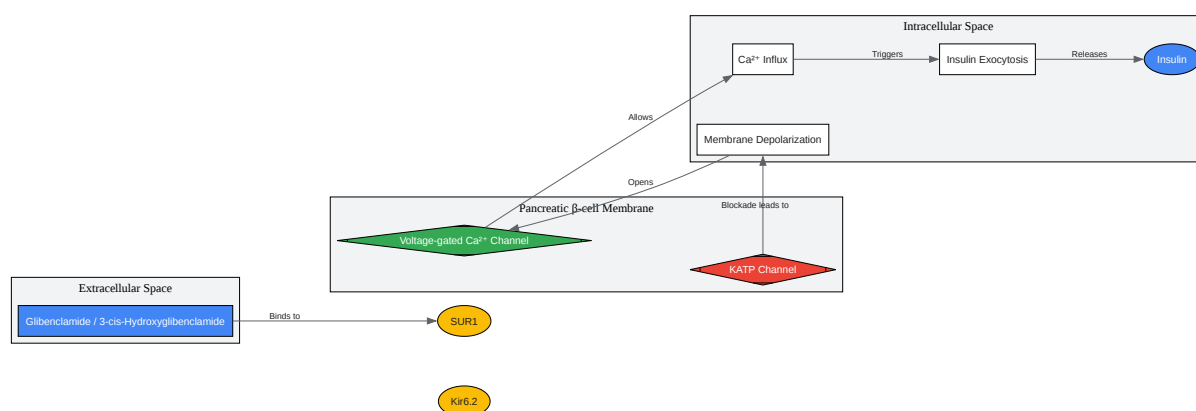 Intracellular Space
Ca²⁺ Influx
Triggers
Insulin Exocytosis
Releases
Insulin
Allows
Membrane Depolarization
Opens
Blockade leads to
Pancreatic β-cell Membrane
Voltage-gated Ca²⁺ Channel
KATP Channel
Extracellular Space
Glibenclamide / 3-cis-Hydroxyglibenclamide
Binds to
SUR1
Kir6.2